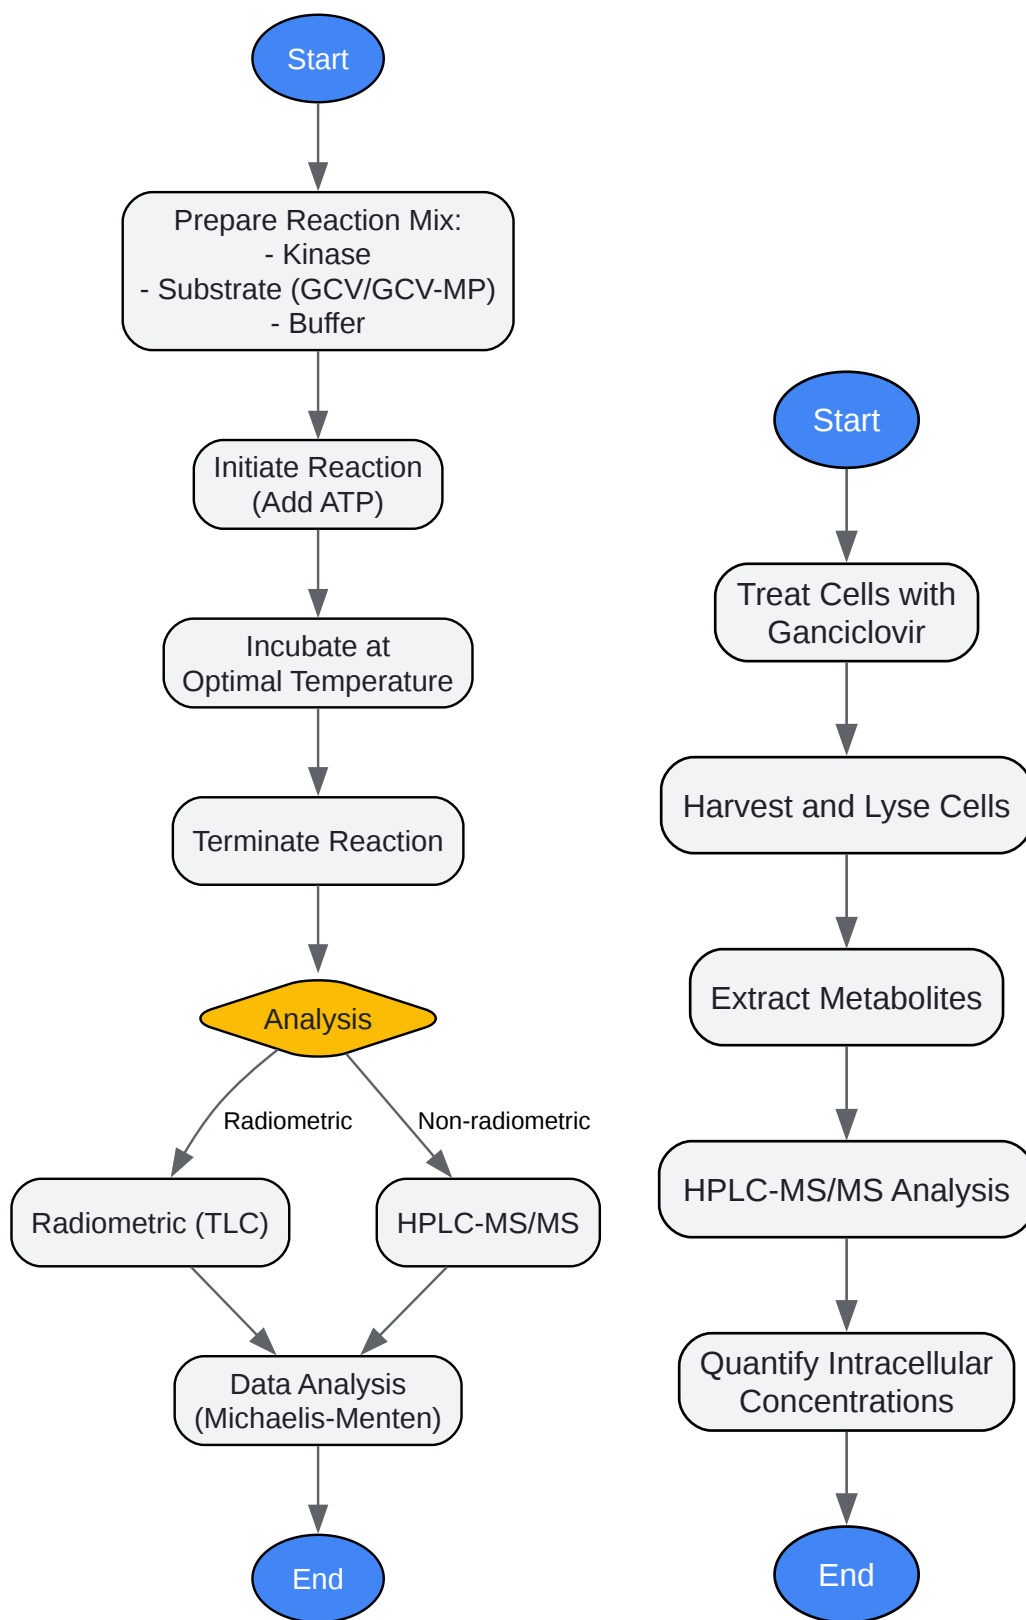 Start
Prepare Reaction Mix:
- Kinase
- Substrate (GCV/GCV-MP)
- Buffer
Initiate Reaction
(Add ATP)
Incubate at
Optimal Temperature
Terminate Reaction
Analysis
Radiometric
Non-radiometric
Radiometric (TLC)
HPLC-MS/MS
Data Analysis
(Michaelis-Menten)
End
Start
Treat Cells with
Ganciclovir
Harvest and Lyse Cells
Extract Metabolites
HPLC-MS/MS Analysis
Quantify Intracellular
Concentrations
End